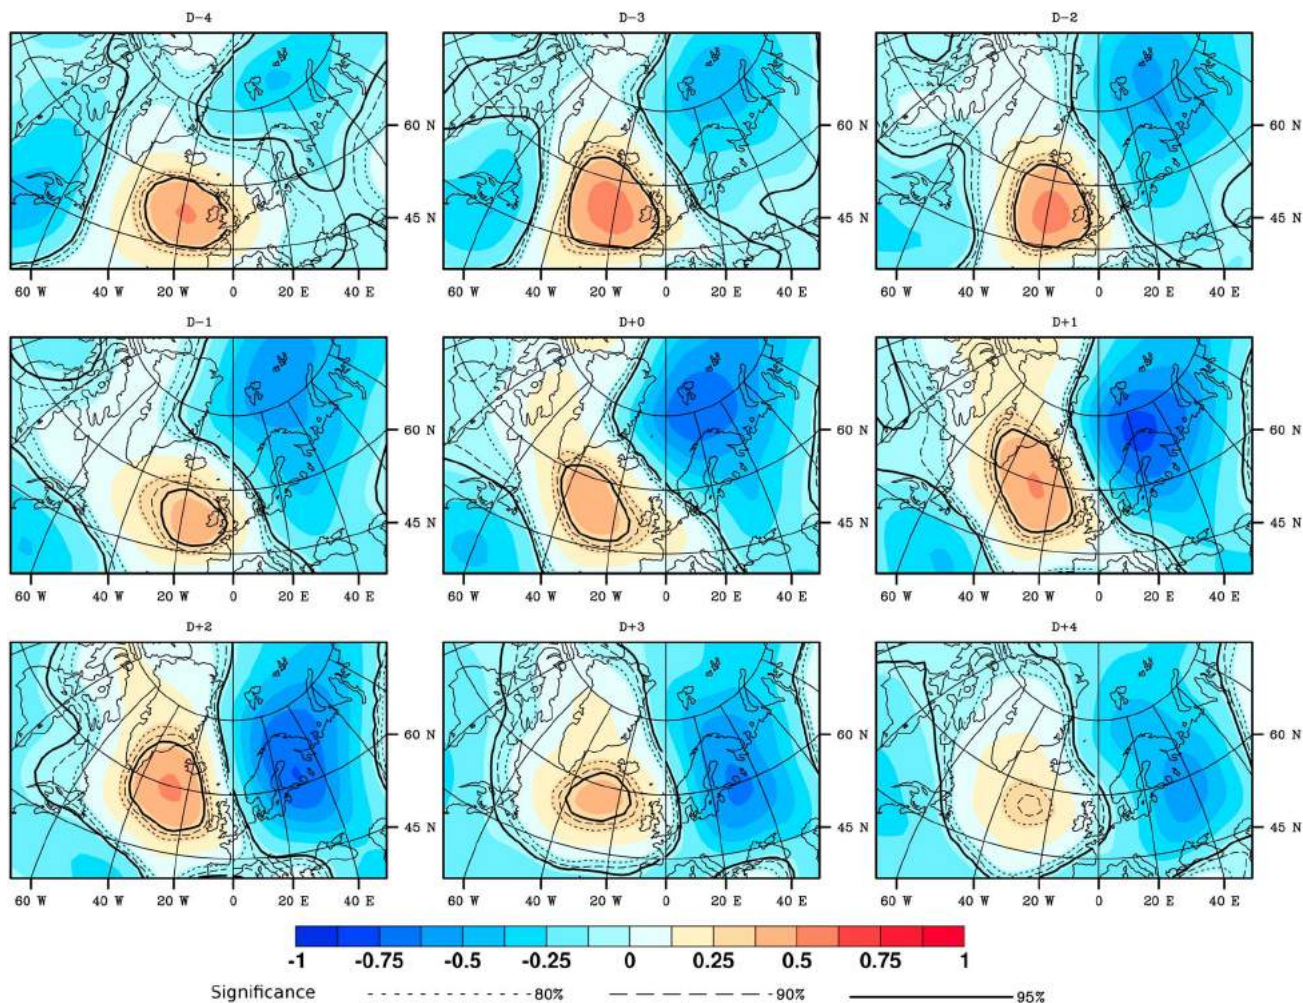 D-4 D-3 D-2
60 N 60 N 60 N
45 N 45 N 45 N
60 W 40 W 20 W 0 20 E 40 E 60 W 40 W 20 W 0 20 E 40 E 60 W 40 W 20 W 0 20 E 40 E
D-1 D+0 D+1
60 N 60 N 60 N
45 N 45 N 45 N
60 W 40 W 20 W 0 20 E 40 E 60 W 40 W 20 W 0 20 E 40 E 60 W 40 W 20 W 0 20 E 40 E
D+2 D+3 D+4
60 N 60 N 60 N
45 N 45 N 45 N
60 W 40 W 20 W 0 20 E 40 E 60 W 40 W 20 W 0 20 E 40 E 60 W 40 W 20 W 0 20 E 40 E
-1 -0.75 -0.5 -0.25 0 0.25 0.5 0.75 1
Significance 80% 90% 95%